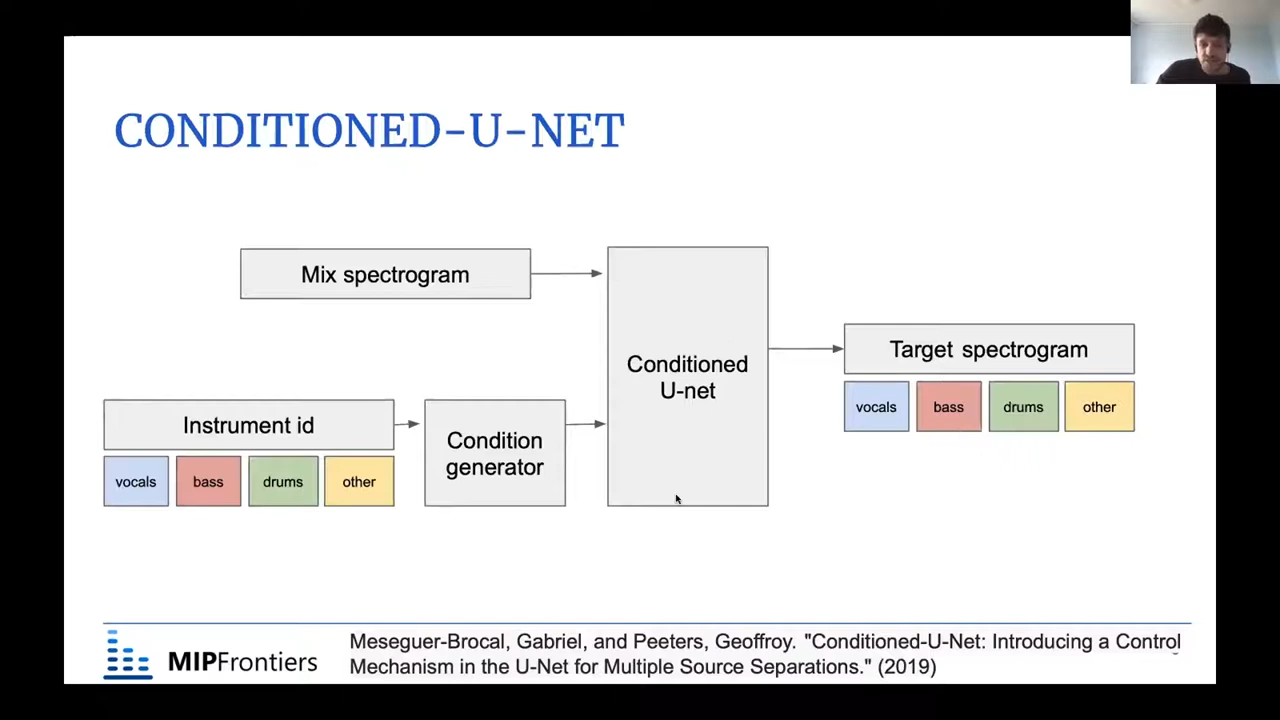 CONDITIONED-U-NET
Mix spectrogram
Conditioned
U-net
Target spectrogram
vocals bass drums other
Instrument id
vocals bass drums other
Condition
generator
MIPFrontiers
Meseguer-Brocal, Gabriel, and Peeters, Geoffroy. "Conditioned-U-Net: Introducing a Control
Mechanism in the U-Net for Multiple Source Separations." (2019)